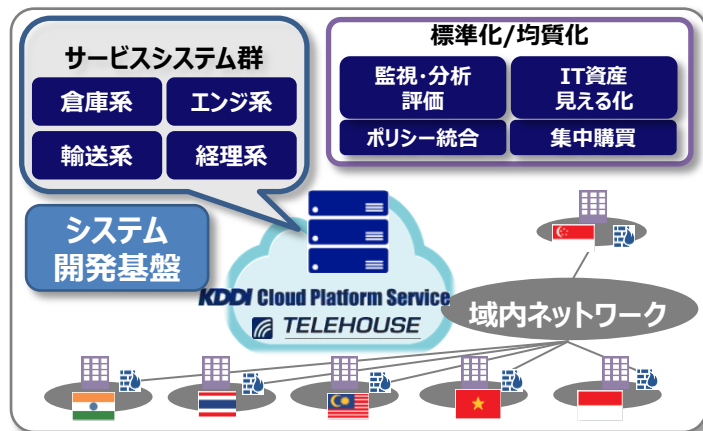 サービスシステム群
倉庫系
エンジ系
輸送系
経理系
標準化/均質化
監視・分析
評価
IT資産
見える化
ポリシー統合
集中購買
システム
開発基盤
KDDI Cloud Platform Service
TELEHOUSE
域内ネットワーク